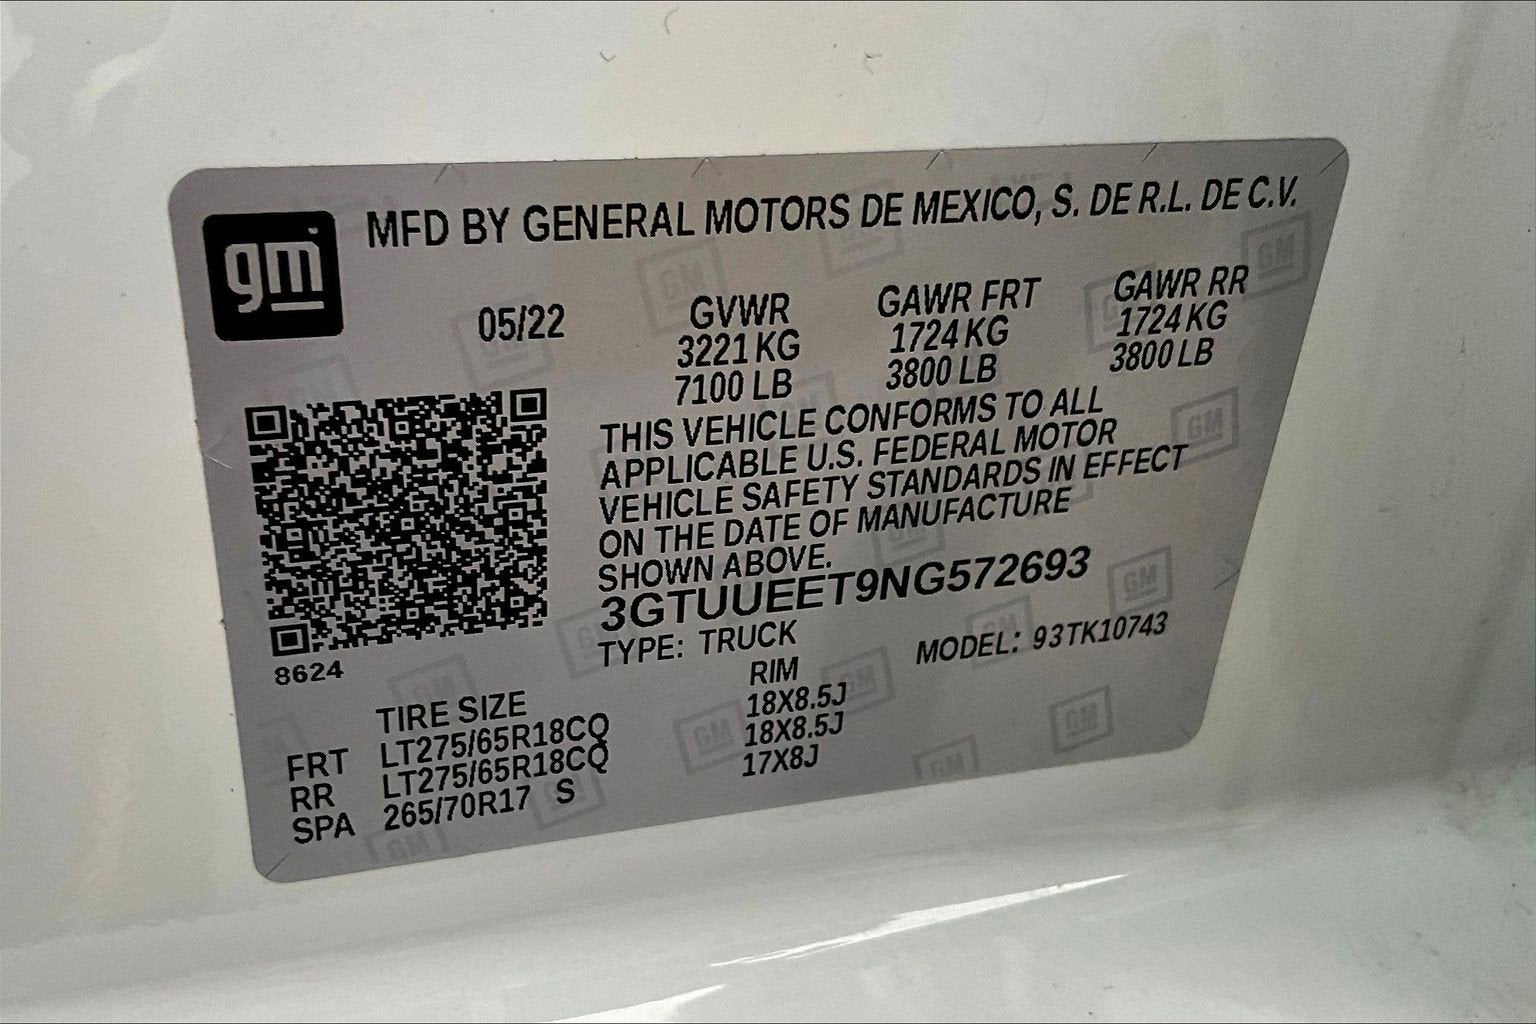 gm
MFD BY GENERAL MOTORS DE MEXICO, S. DE R.L. DE C.V.
05/22 GVWR GAWR FRT GAWR RR
3221 KG 1724 KG 1724 KG
7100 LB 3800 LB 3800 LB
THIS VEHICLE CONFORMS TO ALL
APPLICABLE U.S. FEDERAL MOTOR
VEHICLE SAFETY STANDARDS IN EFFECT
ON THE DATE OF MANUFACTURE
SHOWN ABOVE.
3GTUUEET9NG572693
TYPE: TRUCK MODEL: 93TK10743
8624
TIRE SIZE RIM
FRT LT275/65R18CQ 18X8.5J
RR LT275/65R18CQ 18X8.5J
SPA 265/70R17 S 17X8J